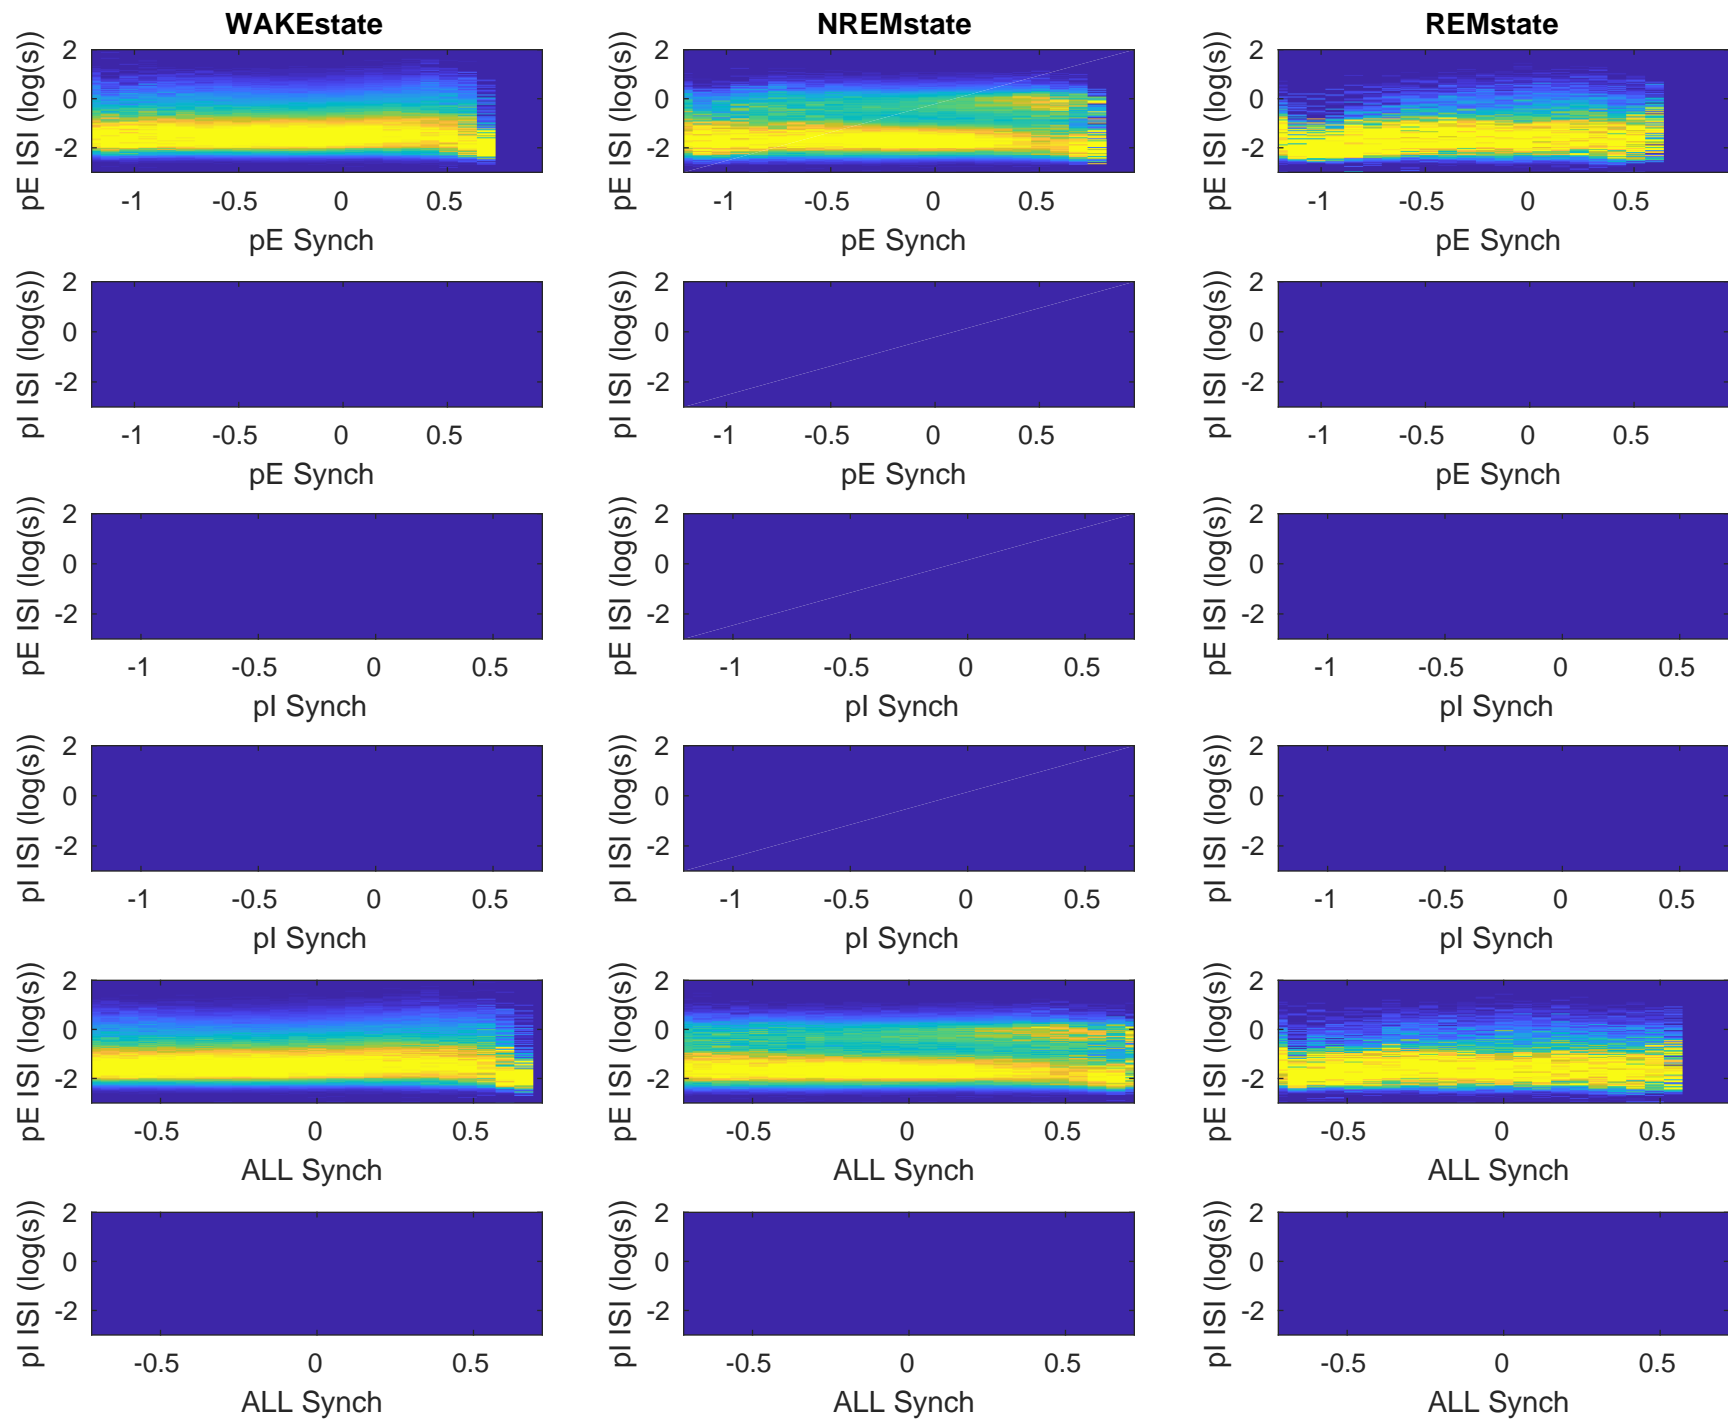 WAKEstate NREMstate REMstate
pE ISI (log(s)) 2 0 -2 pE ISI (log(s)) 2 0 -2 pE ISI (log(s)) 2 0 -2
-1 -0.5 0 0.5 -1 -0.5 0 0.5 -1 -0.5 0 0.5
pE Synch pE Synch pE Synch
pI ISI (log(s)) 2 0 -2 pI ISI (log(s)) 2 0 -2 pI ISI (log(s)) 2 0 -2
-1 -0.5 0 0.5 -1 -0.5 0 0.5 -1 -0.5 0 0.5
pE Synch pE Synch pE Synch
pE ISI (log(s)) 2 0 -2 pE ISI (log(s)) 2 0 -2 pE ISI (log(s)) 2 0 -2
-1 -0.5 0 0.5 -1 -0.5 0 0.5 -1 -0.5 0 0.5
pI Synch pI Synch pI Synch
pI ISI (log(s)) 2 0 -2 pI ISI (log(s)) 2 0 -2 pI ISI (log(s)) 2 0 -2
-1 -0.5 0 0.5 -1 -0.5 0 0.5 -1 -0.5 0 0.5
pI Synch pI Synch pI Synch
pE ISI (log(s)) 2 0 -2 pE ISI (log(s)) 2 0 -2 pE ISI (log(s)) 2 0 -2
-0.5 0 0.5 -0.5 0 0.5 -0.5 0 0.5
ALL Synch ALL Synch ALL Synch
pI ISI (log(s)) 2 0 -2 pI ISI (log(s)) 2 0 -2 pI ISI (log(s)) 2 0 -2
-0.5 0 0.5 -0.5 0 0.5 -0.5 0 0.5
ALL Synch ALL Synch ALL Synch